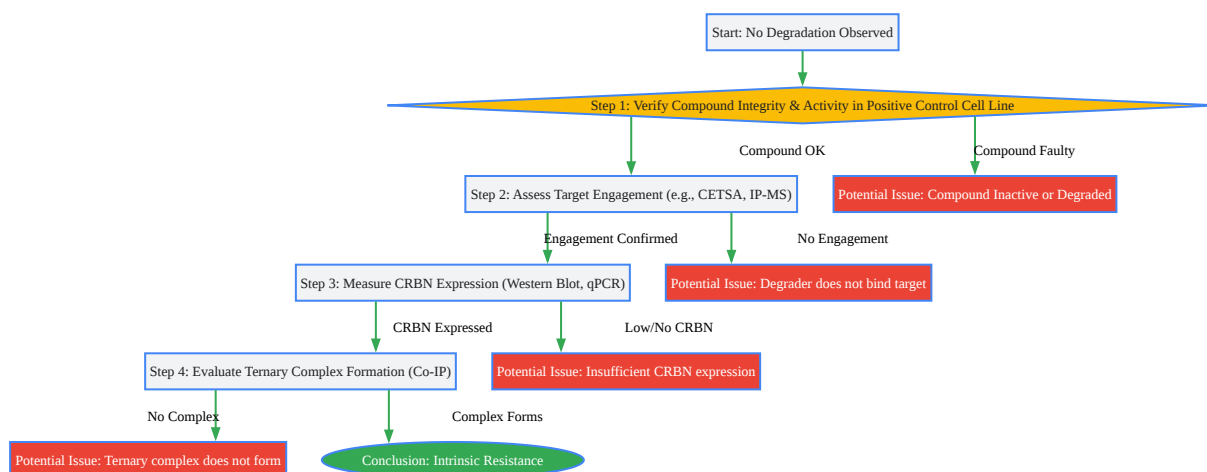 Start: No Degradation Observed
Step 1: Verify Compound Integrity & Activity in Positive Control Cell Line
Compound OK
Compound Faulty
Step 2: Assess Target Engagement (e.g., CETSA, IP-MS)
Potential Issue: Compound Inactive or Degraded
Engagement Confirmed
No Engagement
Step 3: Measure CRBN Expression (Western Blot, qPCR)
Potential Issue: Degrader does not bind target
CRBN Expressed
Low/No CRBN
Step 4: Evaluate Ternary Complex Formation (Co-IP)
Potential Issue: Insufficient CRBN expression
No Complex
Complex Forms
Potential Issue: Ternary complex does not form
Conclusion: Intrinsic Resistance